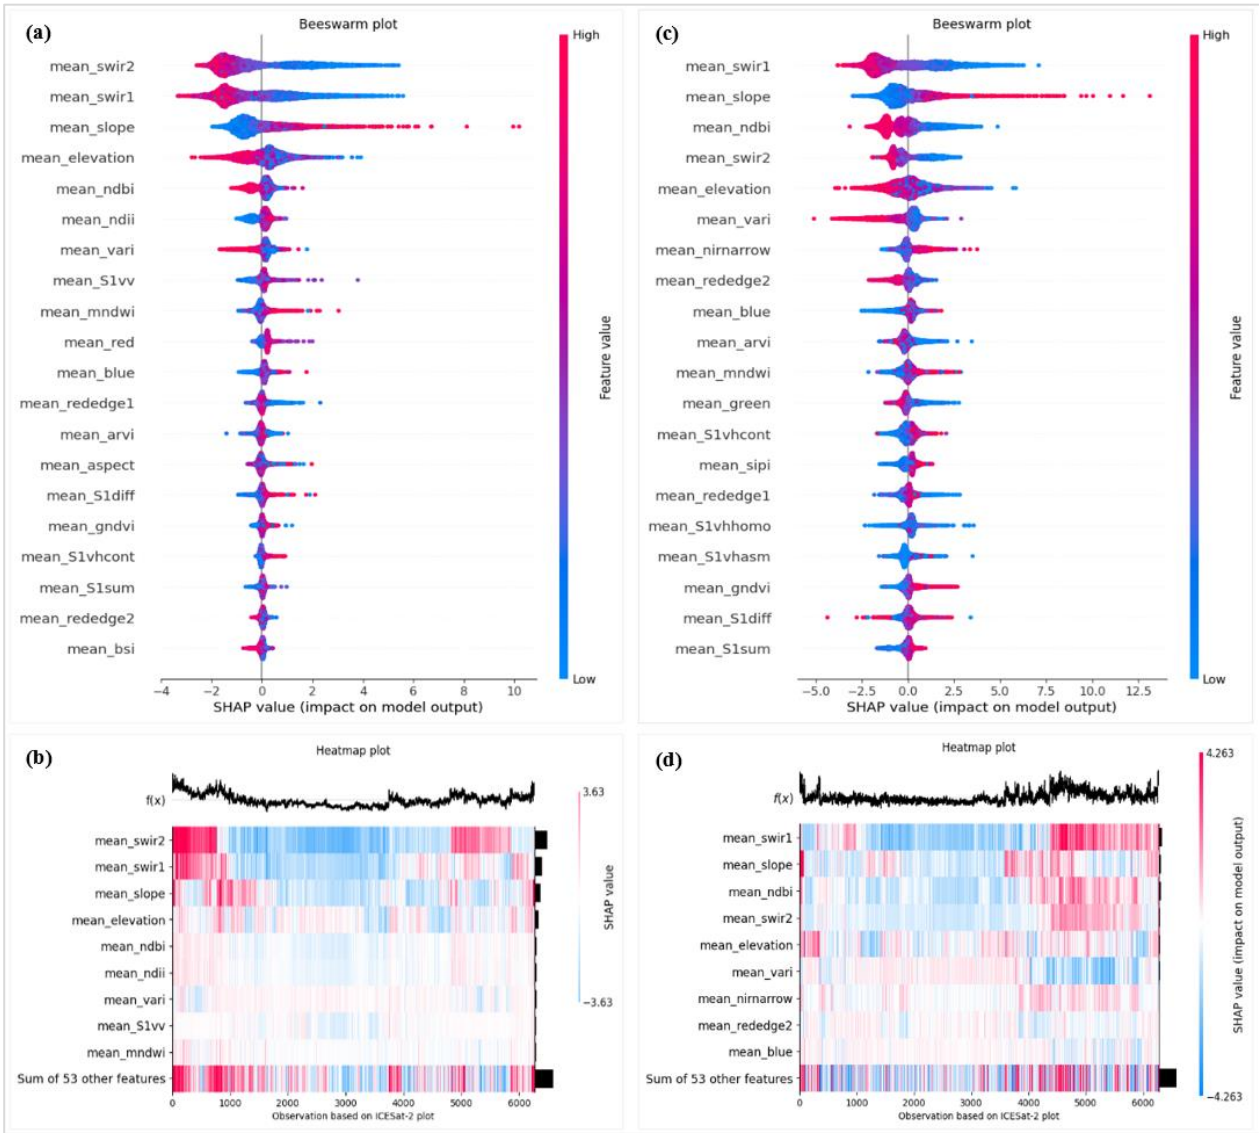 (a)
Beeswarm plot
High
mean_swir2
mean_swir1
mean_slope
mean_elevation
mean_ndbi
mean_ndii
mean_vari
mean_S1vv
mean_mndwi
mean_red
mean_blue
mean_rededge1
mean_arvi
mean_aspect
mean_S1diff
mean_gndvi
mean_S1vhcont
mean_S1sum
mean_rededge2
mean_bsi
Feature value
Low
−4 −2 0 2 4 6 8 10
SHAP value (impact on model output)
(c)
Beeswarm plot
High
mean_swir1
mean_slope
mean_ndbi
mean_swir2
mean_elevation
mean_vari
mean_nirnarrow
mean_rededge2
mean_blue
mean_arvi
mean_mndwi
mean_green
mean_S1vhcont
mean_sipi
mean_rededge1
mean_S1vhhomo
mean_S1vhasm
mean_gndvi
mean_S1diff
mean_S1sum
Feature value
Low
−5.0 −2.5 0.0 2.5 5.0 7.5 10.0 12.5
SHAP value (impact on model output)
(b)
Heatmap plot
f(x)
3.63
mean_swir2
mean_swir1
mean_slope
mean_elevation
mean_ndbi
mean_ndii
mean_vari
mean_S1vv
mean_mndwi
Sum of 53 other features
SHAP value
−3.63
0 1000 2000 3000 4000 5000 6000
Observation based on ICESat-2 plot
(d)
Heatmap plot
4.263
f(x)
mean_swir1
mean_slope
mean_ndbi
mean_swir2
mean_elevation
mean_vari
mean_nirnarrow
mean_rededge2
mean_blue
Sum of 53 other features
SHAP value (impact on model output)
−4.263
0 1000 2000 3000 4000 5000 6000
Observation based on ICESat-2 plot